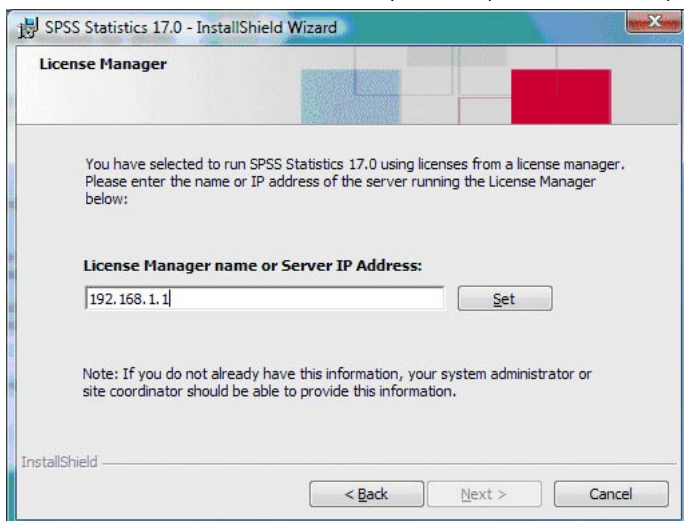 SPSS Statistics 17.0 - InstallShield Wizard
License Manager
You have selected to run SPSS Statistics 17.0 using licenses from a license manager.
Please enter the name or IP address of the server running the License Manager
below:
License Manager name or Server IP Address:
192.168.1.1
Set
Note: If you do not already have this information, your system administrator or
site coordinator should be able to provide this information.
InstallShield
< Back
Next >
Cancel